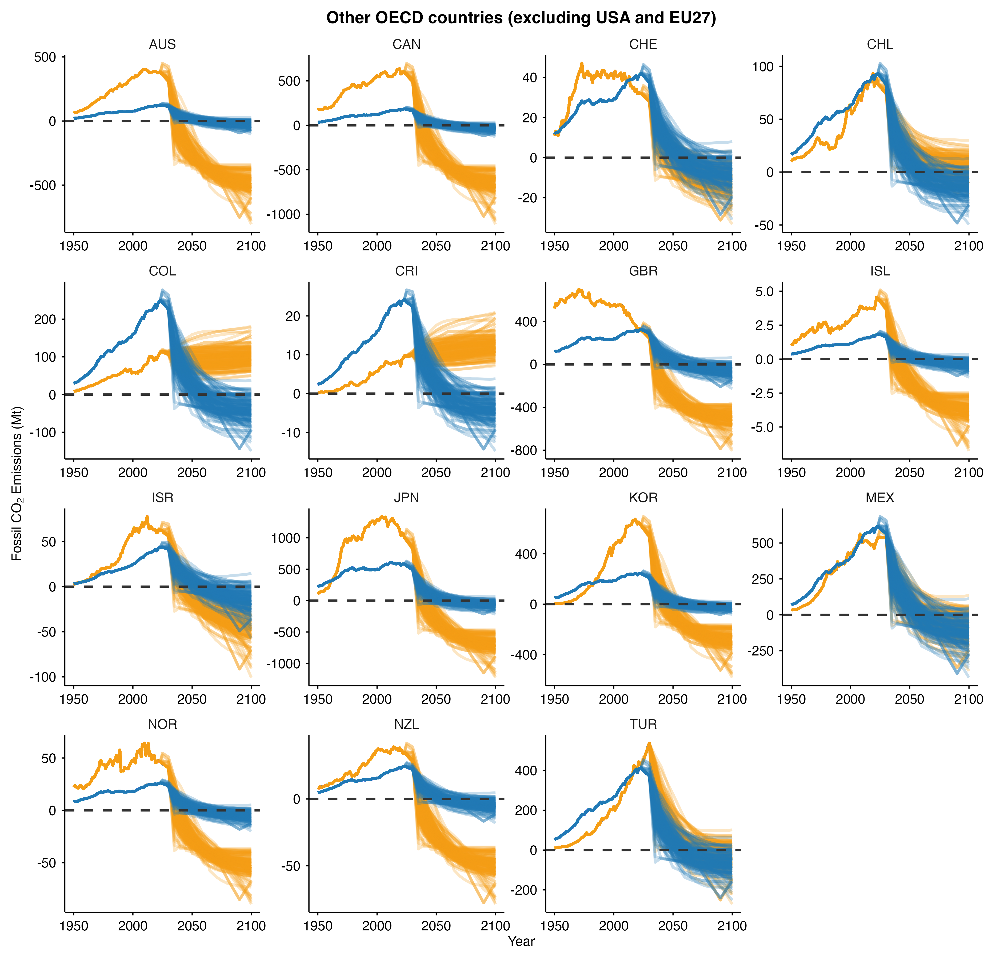 Other OECD countries (excluding USA and EU27)
AUS CAN CHE CHL
500
0
-500
1950 2000 2050 2100
500
0
-500
-1000
1950 2000 2050 2100
40
20
0
-20
1950 2000 2050 2100
100
50
0
-50
1950 2000 2050 2100
COL CRI GBR ISL
200
100
0
-100
1950 2000 2050 2100
20
10
0
-10
1950 2000 2050 2100
400
0
-400
-800
1950 2000 2050 2100
5.0
2.5
0.0
-2.5
-5.0
1950 2000 2050 2100
Fossil CO₂ Emissions (Mt)
ISR JPN KOR MEX
50
0
-50
-100
1950 2000 2050 2100
1000
500
0
-500
-1000
1950 2000 2050 2100
400
0
-400
1950 2000 2050 2100
500
250
0
-250
1950 2000 2050 2100
NOR NZL TUR
50
0
-50
1950 2000 2050 2100
0
-50
1950 2000 2050 2100
400
200
0
-200
1950 2000 2050 2100
Year